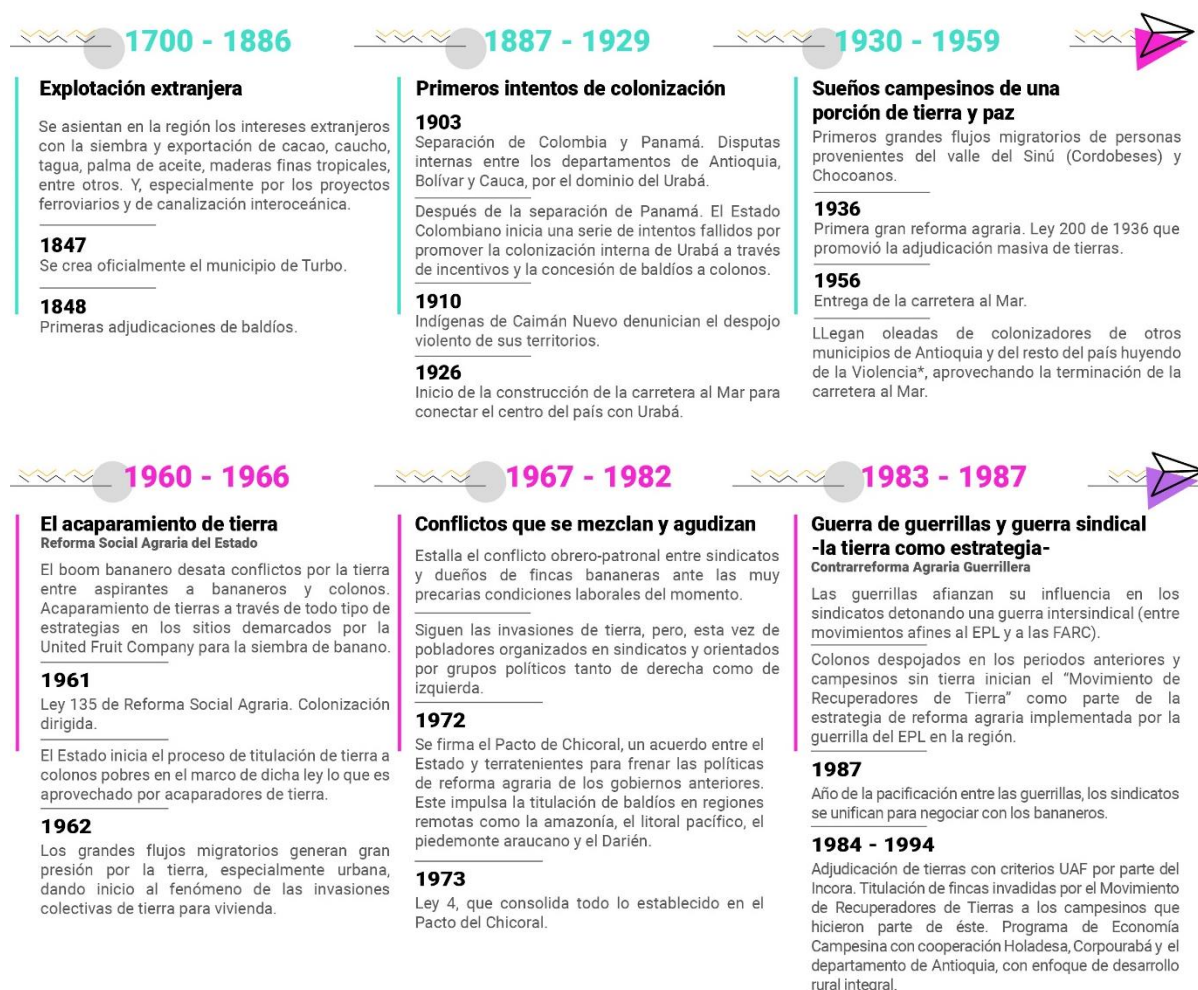 1700 - 1886
Explotación extranjera
Se asientan en la región los intereses extranjeros
con la siembra y exportación de cacao, caucho,
tagua, palma de aceite, maderas finas tropicales,
entre otros. Y, especialmente por los proyectos
ferroviarios y de canalización interoceánica.
1847
Se crea oficialmente el municipio de Turbo.
1848
Primeras adjudicaciones de baldíos.
1887 - 1929
Primeros intentos de colonización
1903
Separación de Colombia y Panamá. Disputas
internas entre los departamentos de Antioquia,
Bolívar y Cauca, por el dominio del Urabá.
Después de la separación de Panamá. El Estado
Colombiano inicia una serie de intentos fallidos por
promover la colonización interna de Urabá a través
de incentivos y la concesión de baldíos a colonos.
1910
Indígenas de Caimán Nuevo denuncian el despojo
violento de sus territorios.
1926
Inicio de la construcción de la carretera al Mar para
conectar el centro del país con Urabá.
1930 - 1959
Sueños campesinos de una
porción de tierra y paz
Primeros grandes flujos migratorios de personas
provenientes del valle del Sinú (Cordobeses) y
Chocoanos.
1936
Primera gran reforma agraria. Ley 200 de 1936 que
promovió la adjudicación masiva de tierras.
1956
Entrega de la carretera al Mar.
LLegan oleadas de colonizadores de otros
municipios de Antioquia y del resto del país huyendo
de la Violencia*, aprovechando la terminación de la
carretera al Mar.
1960 - 1966
El acaparamiento de tierra
Reforma Social Agraria del Estado
El boom bananero desata conflictos por la tierra
entre aspirantes a bananeros y colonos.
Acaparamiento de tierras a través de todo tipo de
estrategias en los sitios demarcados por la
United Fruit Company para la siembra de banano.
1961
Ley 135 de Reforma Social Agraria. Colonización
dirigida.
El Estado inicia el proceso de titulación de tierra a
colonos pobres en el marco de dicha ley lo que es
aprovechado por acaparadores de tierra.
1962
Los grandes flujos migratorios generan gran
presión por la tierra, especialmente urbana,
dando inicio al fenómeno de las invasiones
colectivas de tierra para vivienda.
1967 - 1982
Conflictos que se mezclan y agudizan
Estalla el conflicto obrero-patronal entre sindicatos
y dueños de fincas bananeras ante las muy
precarias condiciones laborales del momento.
Siguen las invasiones de tierra, pero, esta vez de
pobladores organizados en sindicatos y orientados
por grupos políticos tanto de derecha como de
izquierda.
1972
Se firma el Pacto de Chicoral, un acuerdo entre el
Estado y terratenientes para frenar las políticas
de reforma agraria de los gobiernos anteriores.
Este impulsa la titulación de baldíos en regiones
remotas como la amazonía, el litoral pacífico, el
piedemonte araucano y el Darién.
1973
Ley 4, que consolida todo lo establecido en el
Pacto del Chicoral.
1983 - 1987
Guerra de guerrillas y guerra sindical
-la tierra como estrategia-
Contrarreforma Agraria Guerrillera
Las guerrillas afianzan su influencia en los
sindicatos detonando una guerra intersindical (entre
movimientos afines al EPL y a las FARC).
Colonos despojados en los periodos anteriores y
campesinos sin tierra inician el “Movimiento de
Recuperadores de Tierra” como parte de la
estrategia de reforma agraria implementada por la
guerrilla del EPL en la región.
1987
Año de la pacificación entre las guerrillas, los sindicatos
se unifican para negociar con los bananeros.
1984 - 1994
Adjudicación de tierras con criterios UAF por parte del
Incora. Titulación de fincas invadidas por el Movimiento
de Recuperadores de Tierras a los campesinos que
hicieron parte de éste. Programa de Economía
Campesina con cooperación Holadesa, Corpourabá y el
departamento de Antioquia, con enfoque de desarrollo
rural integral.